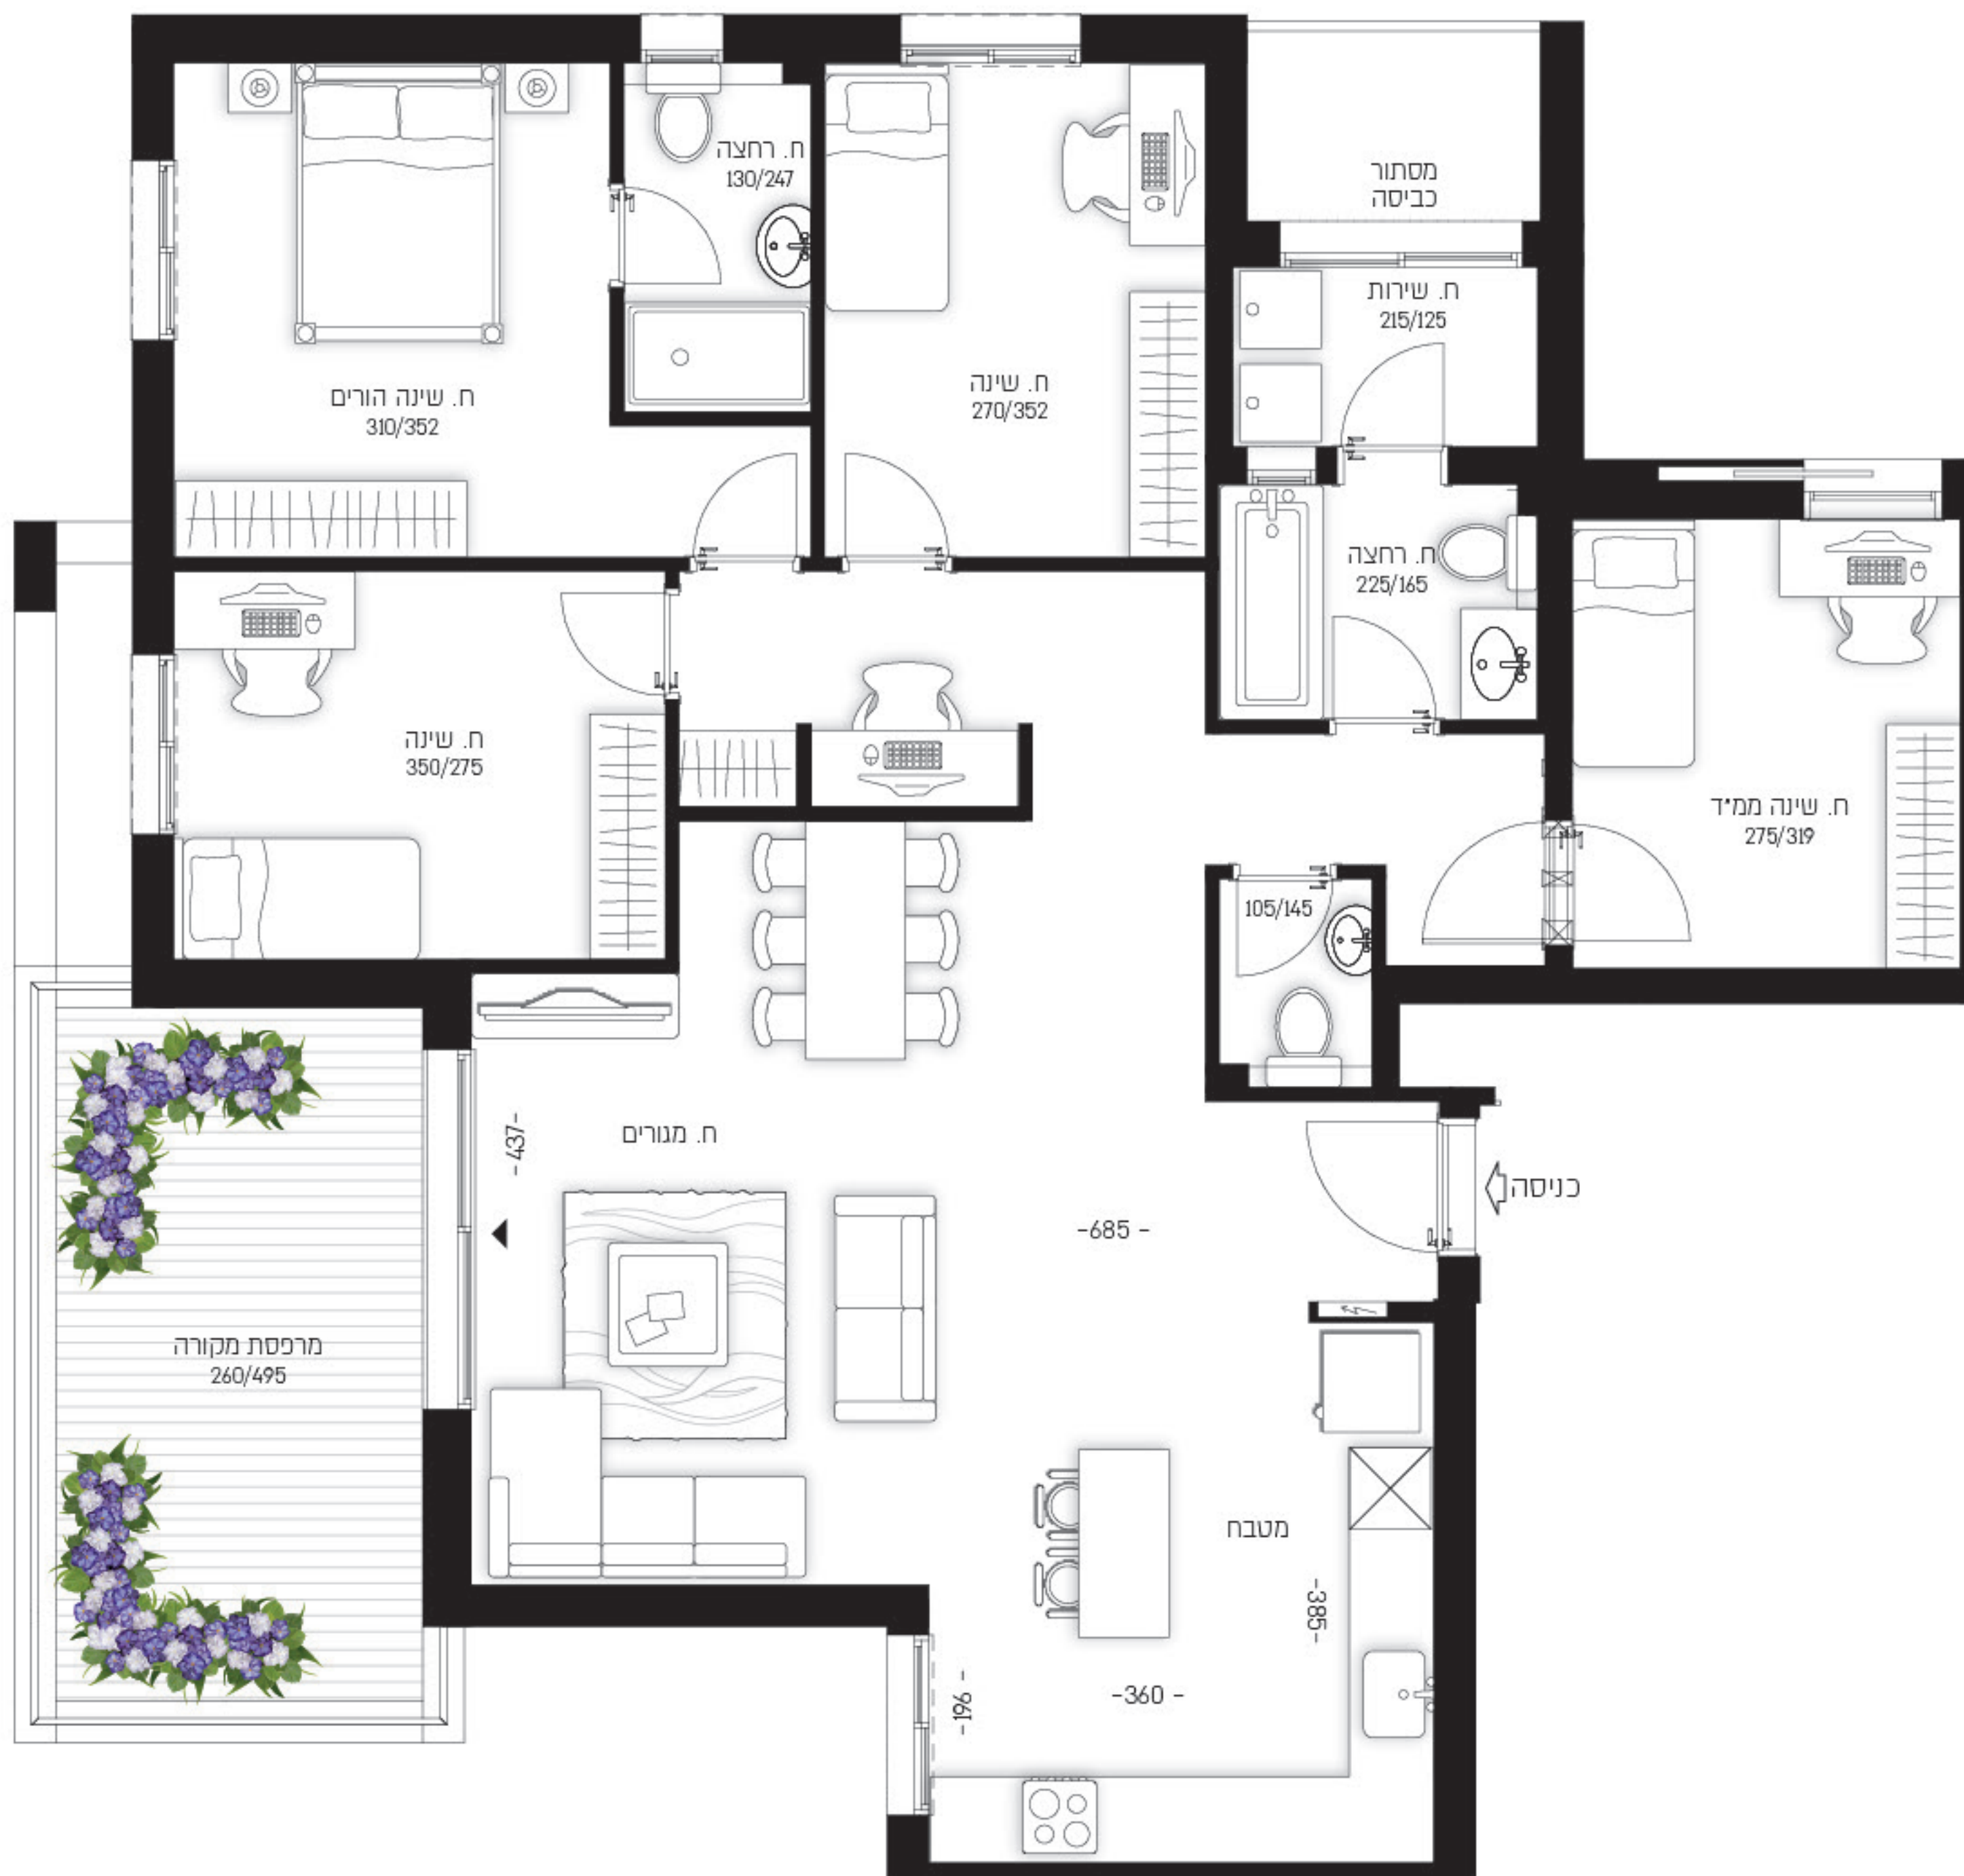 ח. רחצה
130/247
מסתור
כביסה
ח. שירות
215/125
ח. שינה הורים
310/352
ח. שינה
270/352
ח. רחצה
225/165
ח. שינה
350/275
ח. שינה ממ"ד
275/319
105/145
ח. מגורים
-437-
-685 -
כניסה
מרפסת מקורה
260/495
מטבח
-385-
-360 -
-196 -